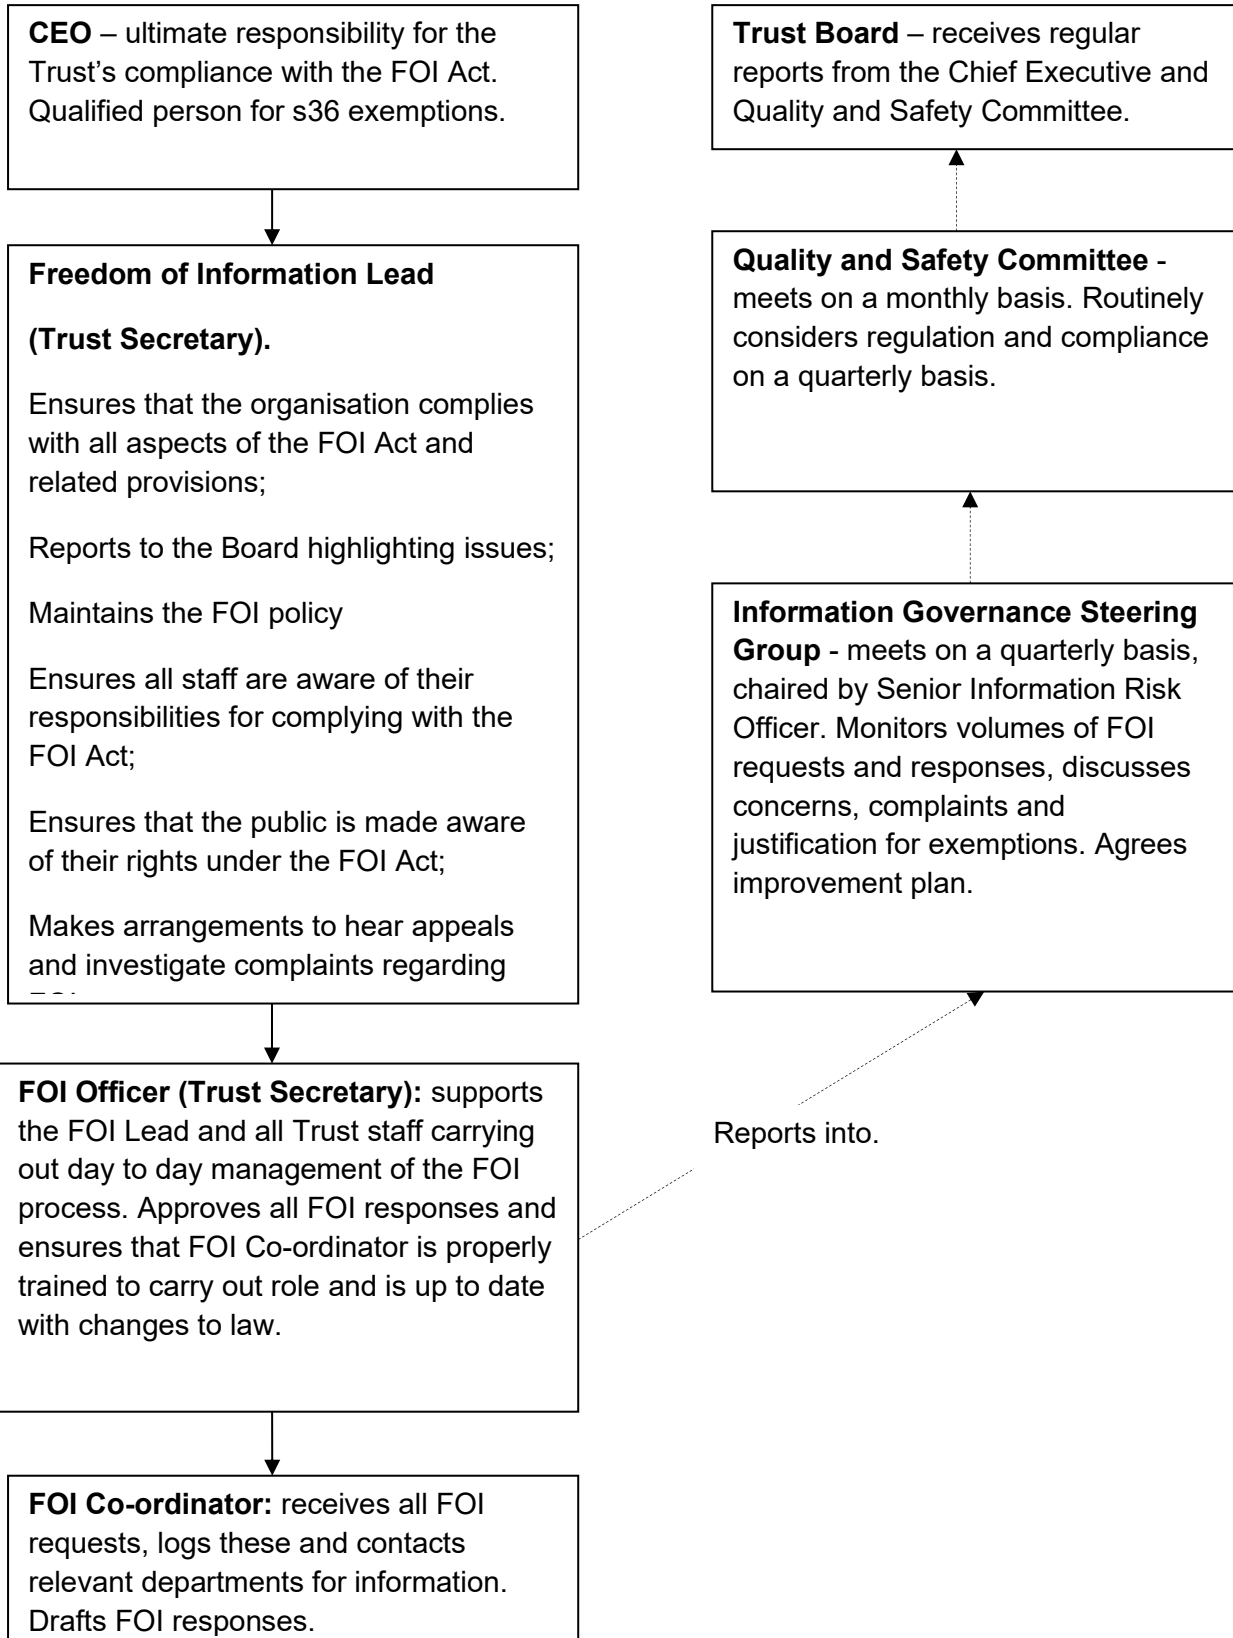 CEO – ultimate responsibility for the
Trust's compliance with the FOI Act.
Qualified person for s36 exemptions.
Freedom of Information Lead
(Trust Secretary).
Ensures that the organisation complies
with all aspects of the FOI Act and
related provisions;
Reports to the Board highlighting issues;
Maintains the FOI policy
Ensures all staff are aware of their
responsibilities for complying with the
FOI Act;
Ensures that the public is made aware
of their rights under the FOI Act;
Makes arrangements to hear appeals
and investigate complaints regarding
FOI Officer (Trust Secretary): supports
the FOI Lead and all Trust staff carrying
out day to day management of the FOI
process. Approves all FOI responses and
ensures that FOI Co-ordinator is properly
trained to carry out role and is up to date
with changes to law.
FOI Co-ordinator: receives all FOI
requests, logs these and contacts
relevant departments for information.
Drafts FOI responses.
Trust Board – receives regular
reports from the Chief Executive and
Quality and Safety Committee.
Quality and Safety Committee -
meets on a monthly basis. Routinely
considers regulation and compliance
on a quarterly basis.
Information Governance Steering
Group - meets on a quarterly basis,
chaired by Senior Information Risk
Officer. Monitors volumes of FOI
requests and responses, discusses
concerns, complaints and
justification for exemptions. Agrees
improvement plan.
Reports into.